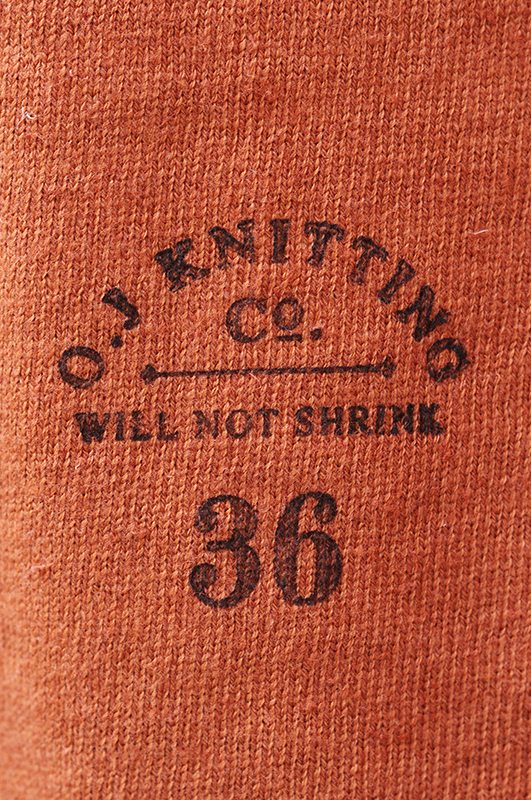 O.J KNITTING
Co.
WILL NOT SHRINK
36